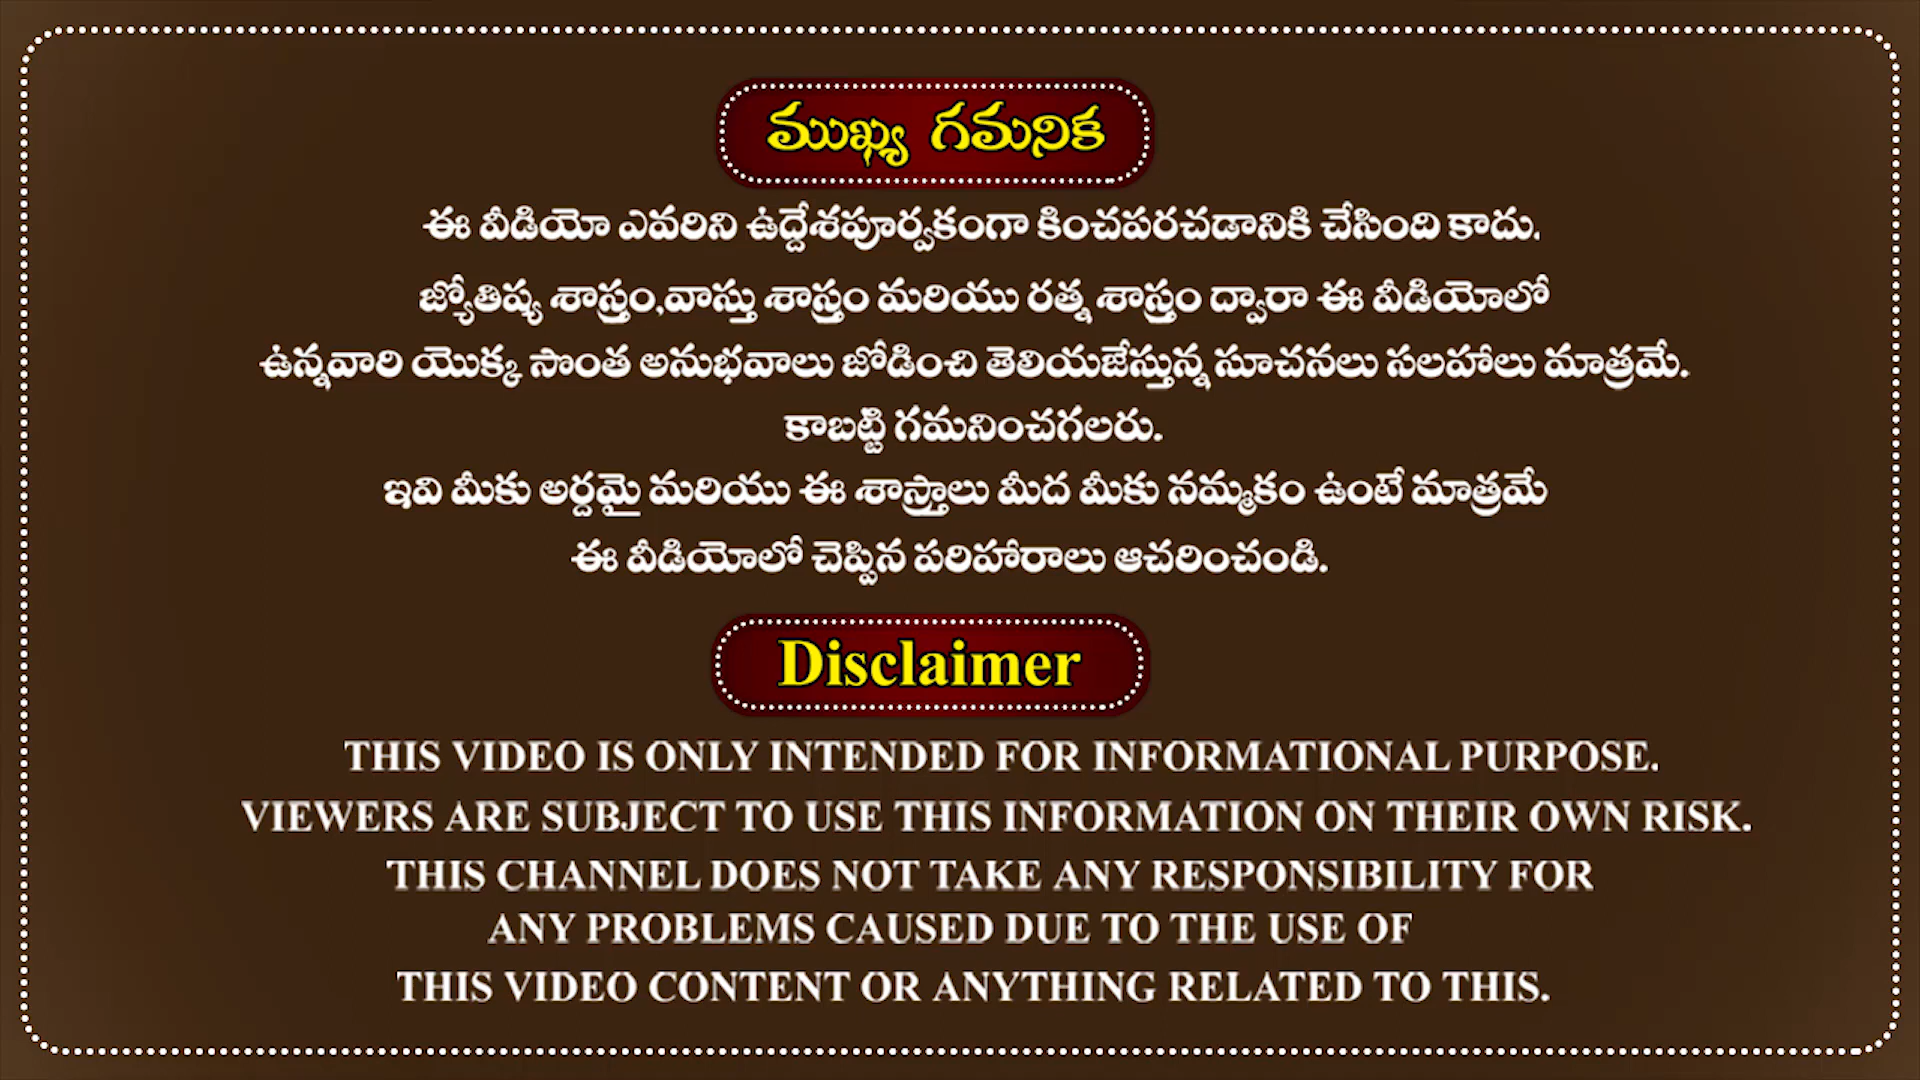 ముఖ్య గమనిక
ఈ వీడియో ఎవరిని ఉద్దేశపూర్వకంగా కించపరచడానికి చేసింది కాదు.
జ్యోతిష్య శాస్త్రం,వాస్తు శాస్త్రం మరియు రత్న శాస్త్రం ద్వారా ఈ వీడియోలో
ఉన్నవారి యొక్క సొంత అనుభవాలు జోడించి తెలియజేస్తున్న సూచనలు సలహాలు మాత్రమే.
కాబట్టి గమనించగలరు.
ఇవి మీకు అర్ధమై మరియు ఈ శాస్త్రాలు మీద మీకు నమ్మకం ఉంటే మాత్రమే
ఈ వీడియోలో చెప్పిన పరిహారాలు ఆచరించండి.
Disclaimer
THIS VIDEO IS ONLY INTENDED FOR INFORMATIONAL PURPOSE.
VIEWERS ARE SUBJECT TO USE THIS INFORMATION ON THEIR OWN RISK.
THIS CHANNEL DOES NOT TAKE ANY RESPONSIBILITY FOR
ANY PROBLEMS CAUSED DUE TO THE USE OF
THIS VIDEO CONTENT OR ANYTHING RELATED TO THIS.